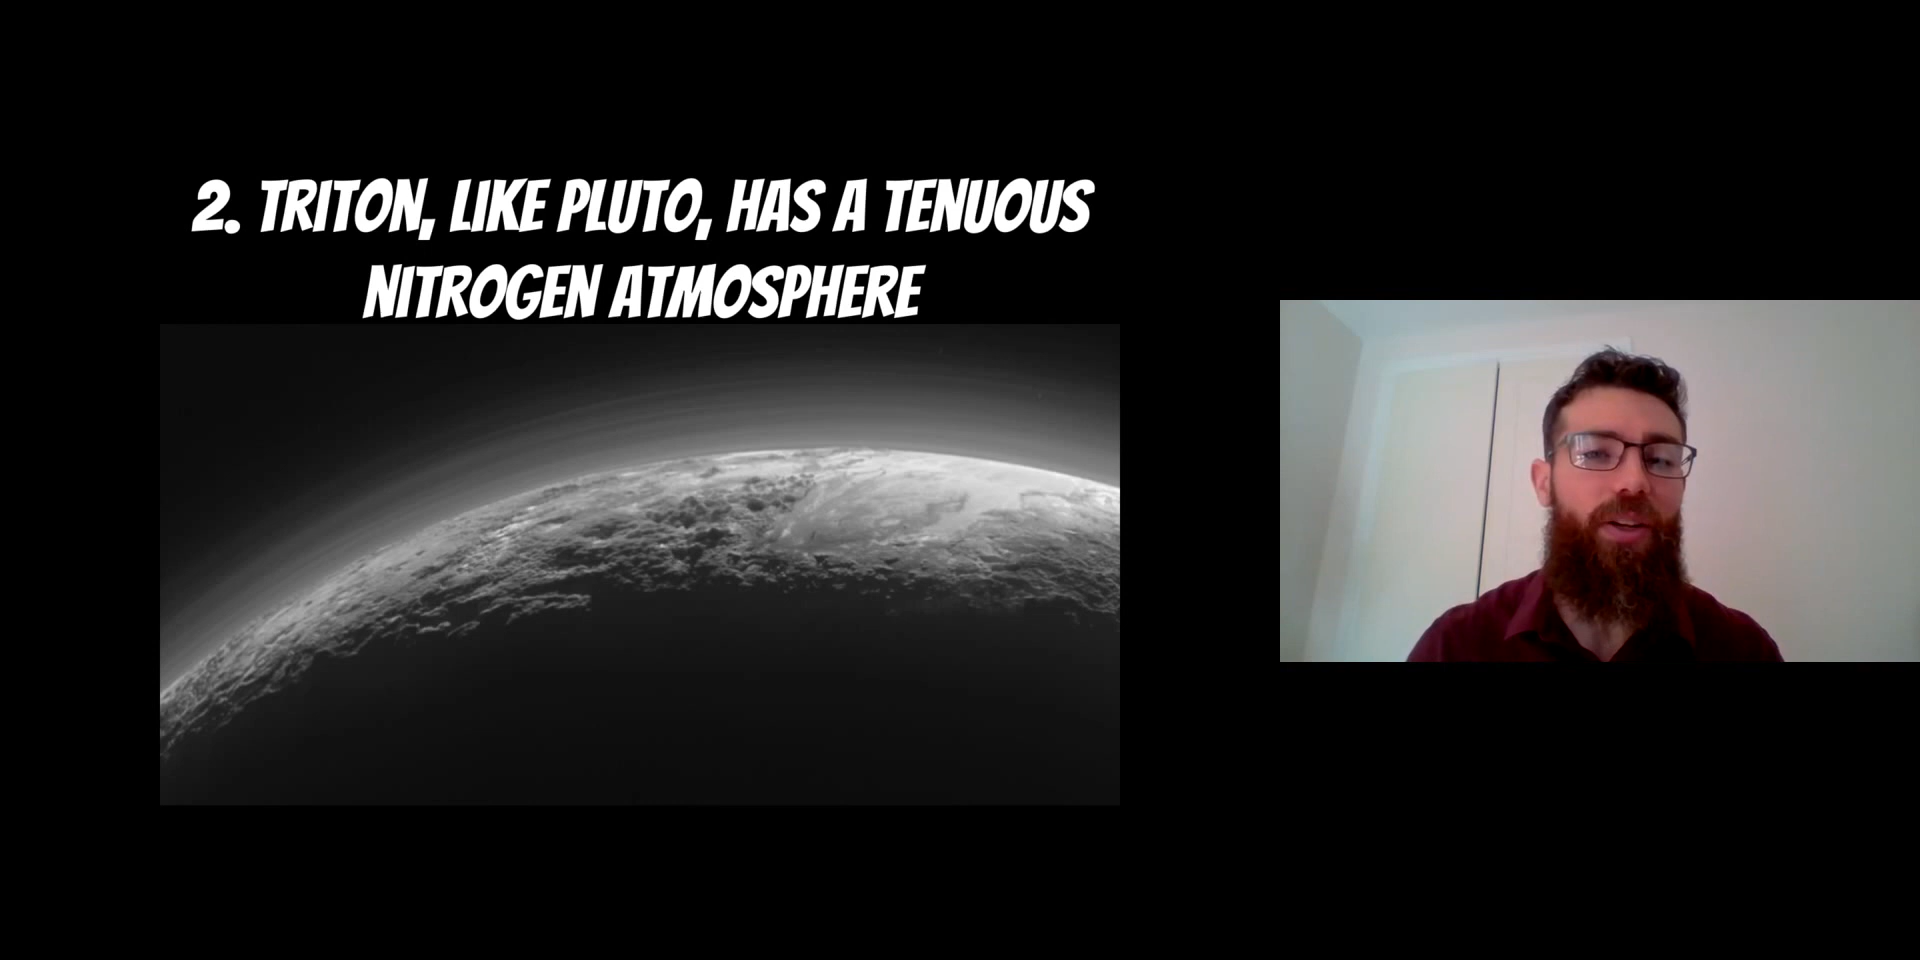 2. TRITON, LIKE PLUTO, HAS A TENUOUS
NITROGEN ATMOSPHERE